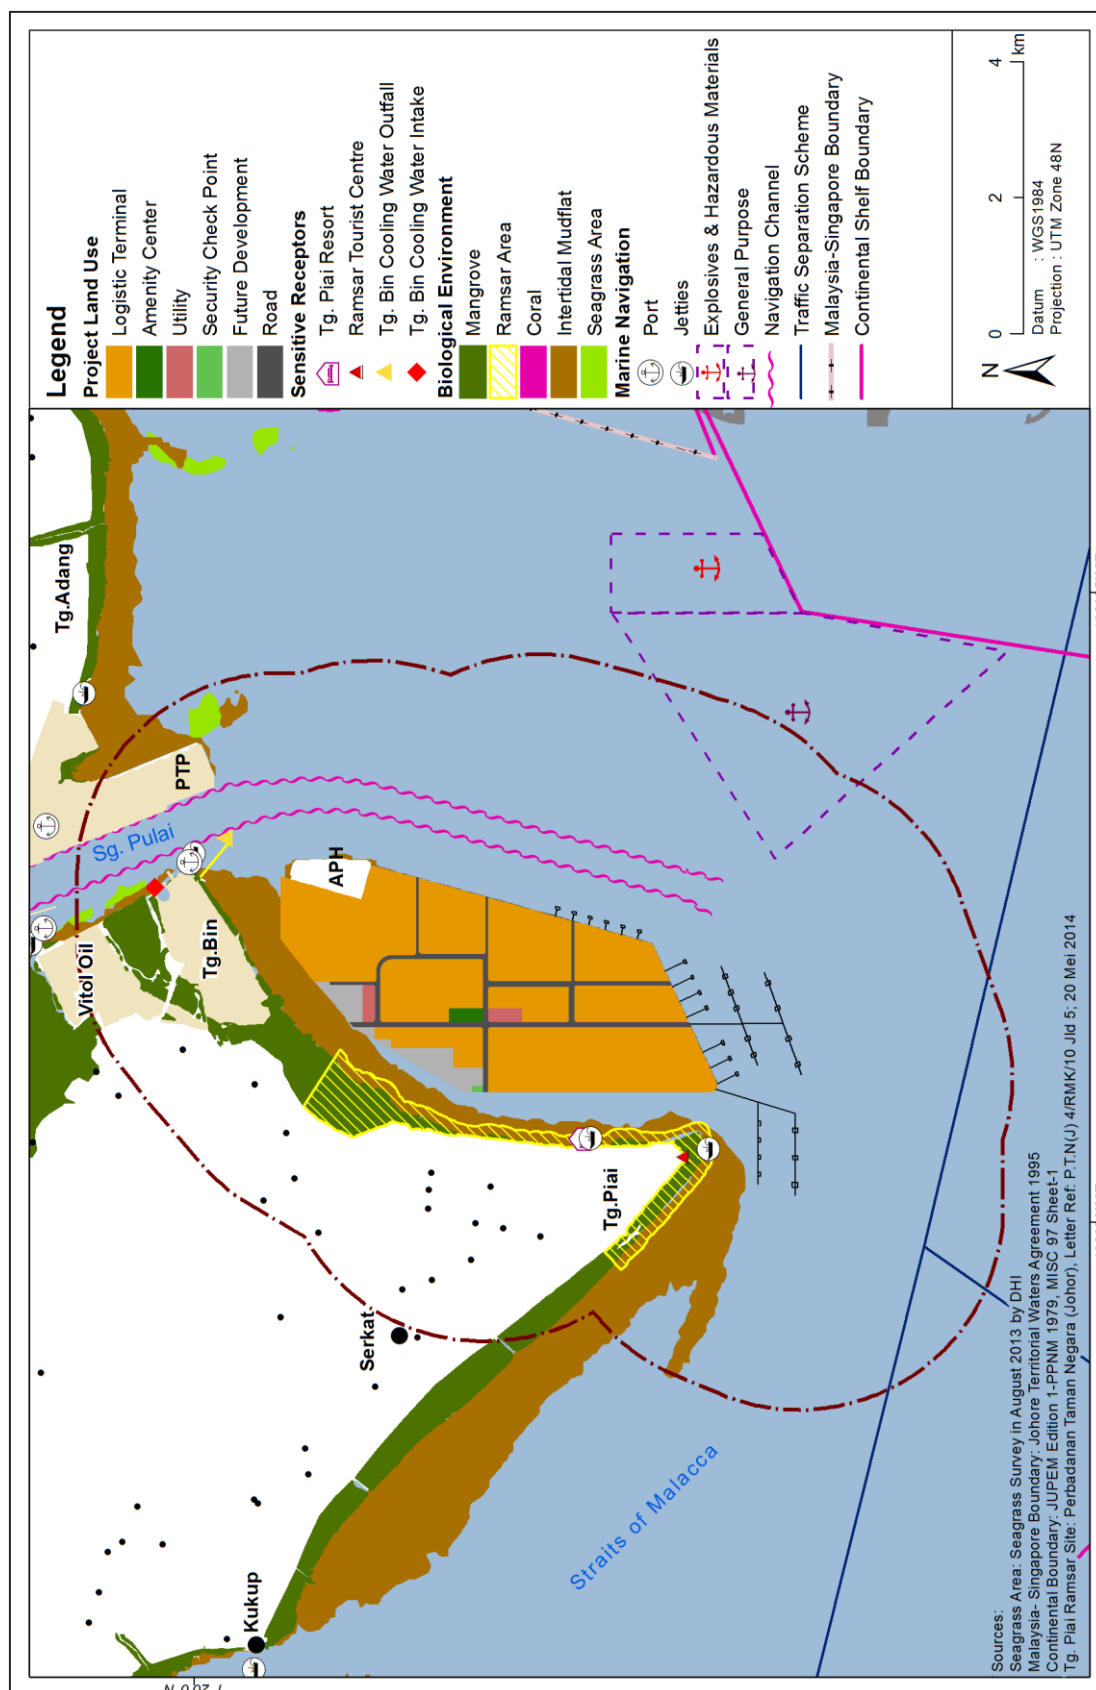 Legend
Project Land Use
Logistic Terminal
Amenity Center
Utility
Security Check Point
Future Development
Road
Sensitive Receptors
Tg. Piai Resort
Ramsar Tourist Centre
Tg. Bin Cooling Water Outfall
Tg. Bin Cooling Water Intake
Biological Environment
Mangrove
Ramsar Area
Coral
Intertidal Mudflat
Seagrass Area
Marine Navigation
Port
Jetties
Explosives & Hazardous Materials
General Purpose
Navigation Channel
Traffic Separation Scheme
Malaysia-Singapore Boundary
Continental Shelf Boundary
N
0 2 4
km
Datum : WGS1984
Projection : UTM Zone 48N
Tg.Adang
PTP
Sg. Pulai
Vitol Oil
Tg.Bin
APH
Tg.Piai
Serkat
Kukup
Straits of Malacca
Sources:
Seagrass Area: Seagrass Survey in August 2013 by DHI
Malaysia- Singapore Boundary: Johore Territorial Waters Agreement 1995
Continental Boundary: JUPEM Edition 1-PPNM 1979, MISC 97 Sheet-1
Tg. Piai Ramsar Site: Perbadanan Taman Negara (Johor), Letter Ref: P.T.N(J) 4/RMK/10 Jld 5; 20 Mei 2014